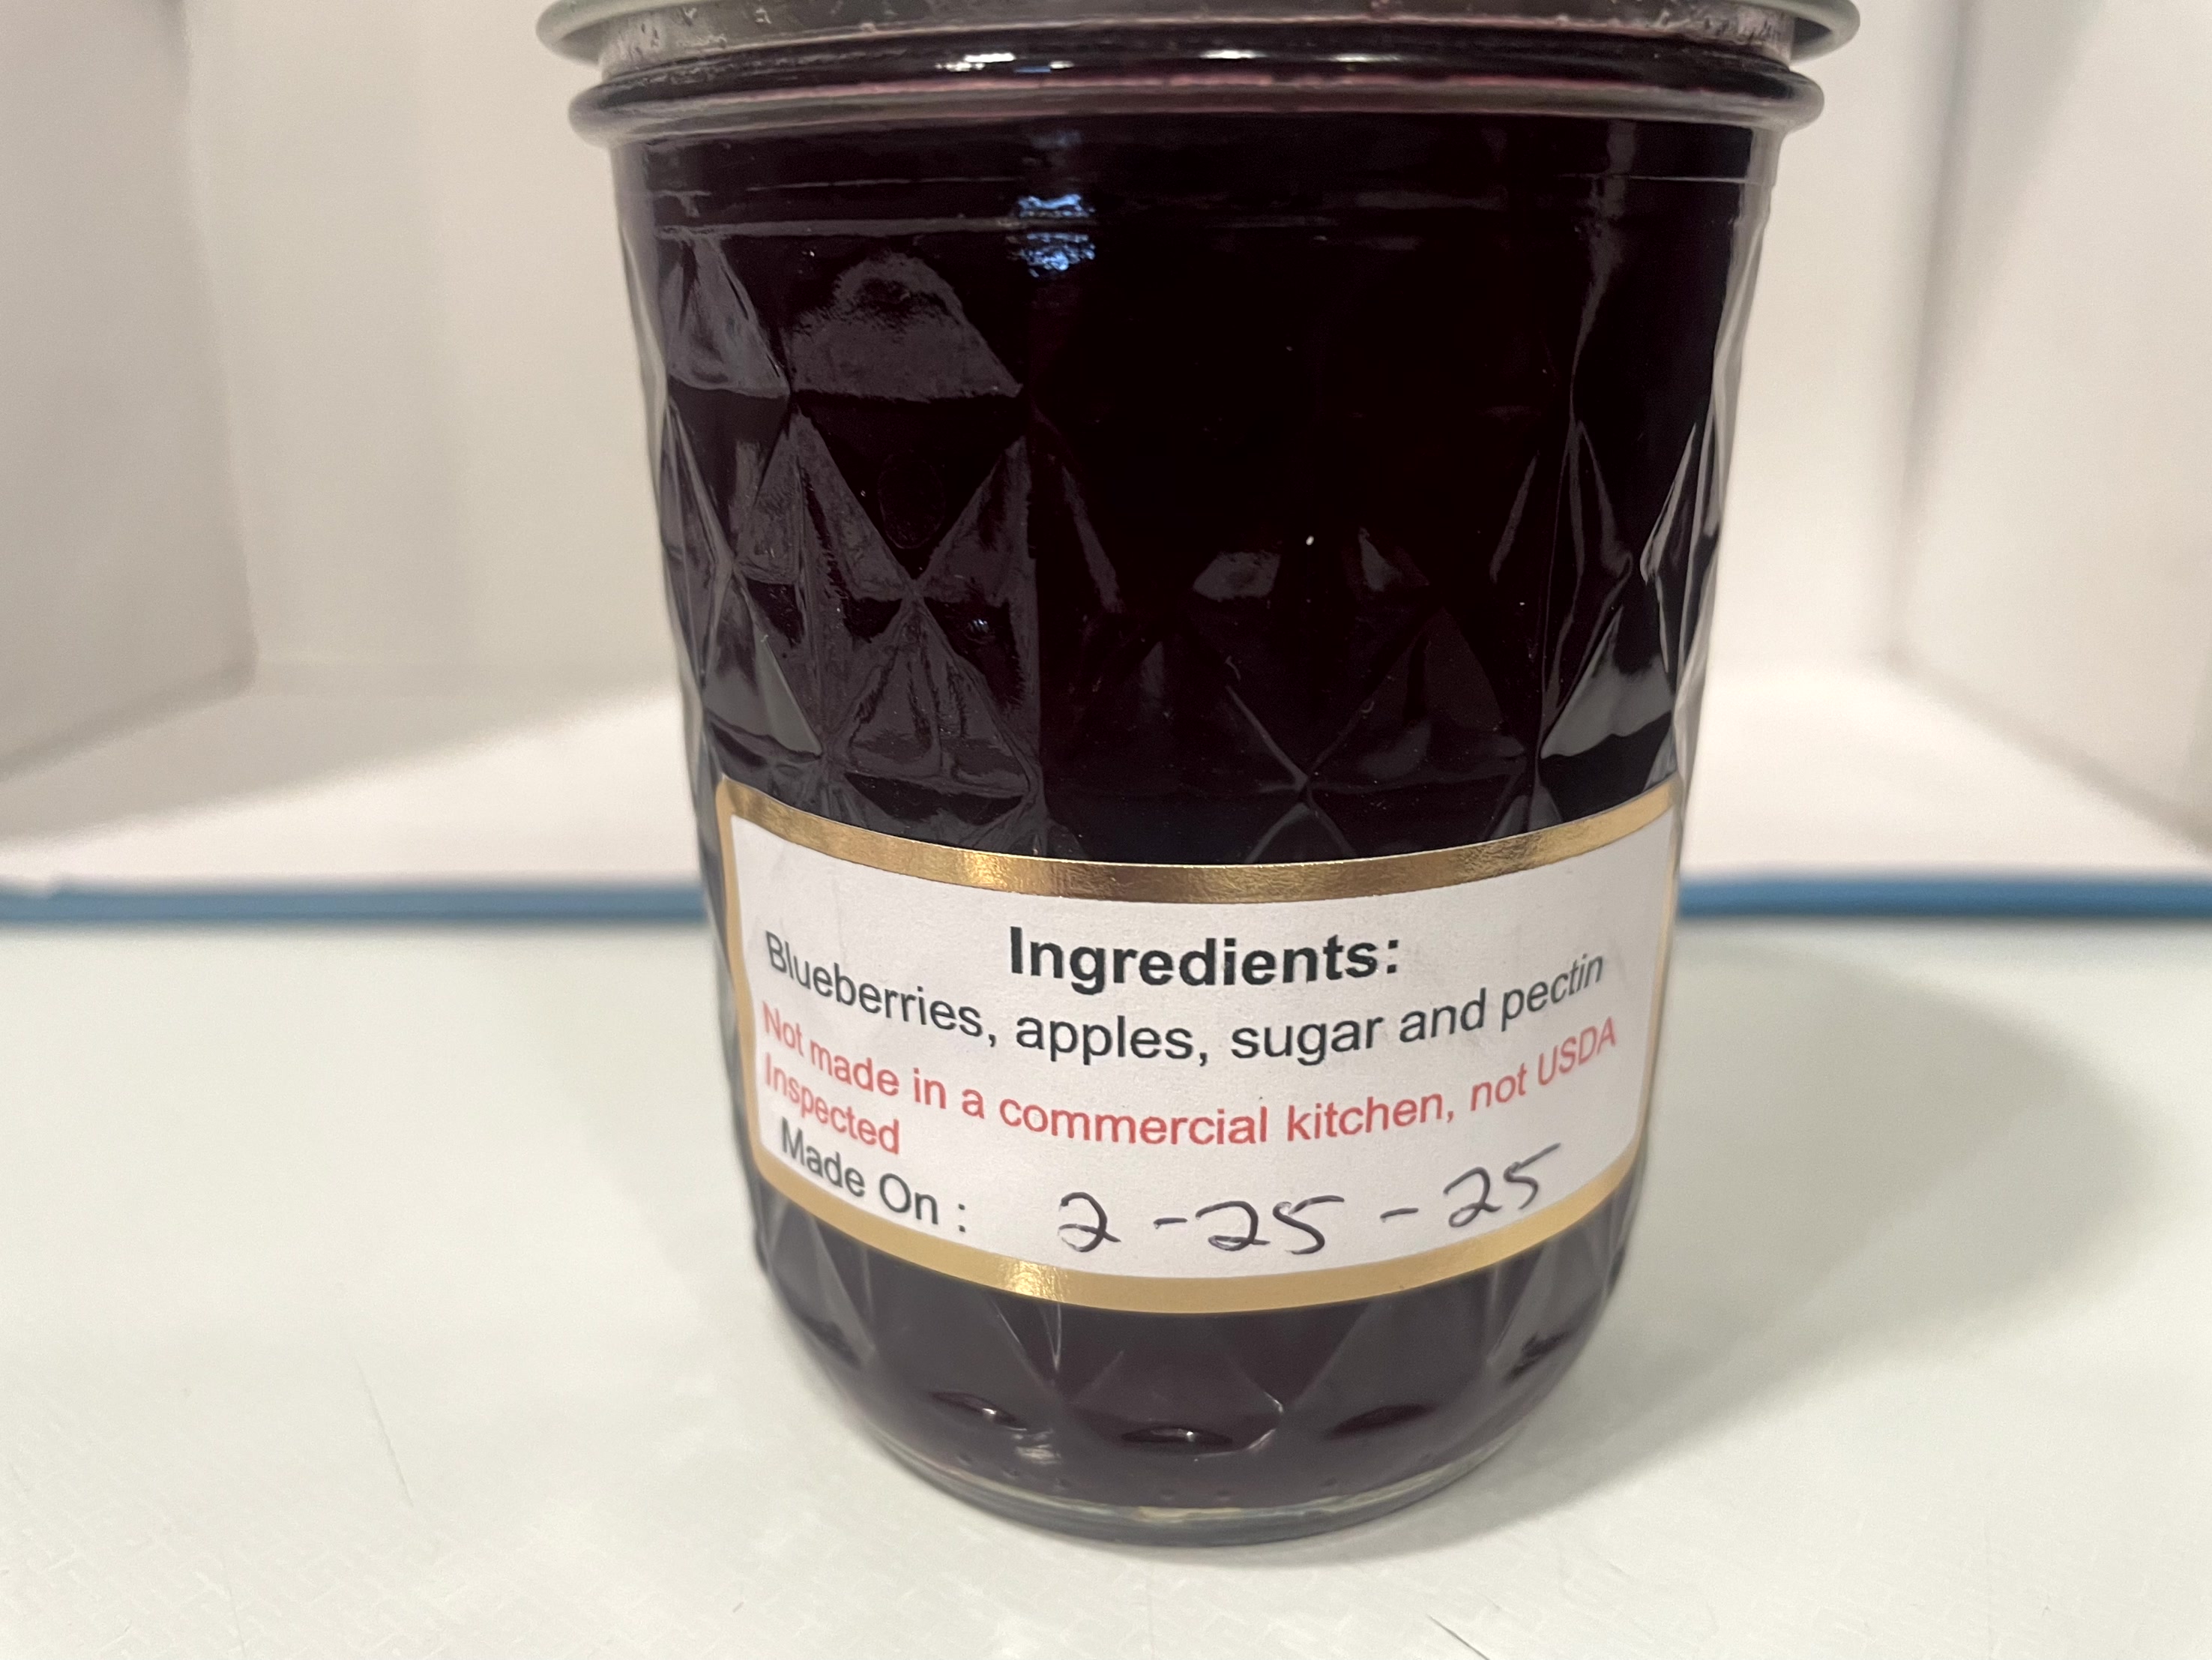 Ingredients:
Blueberries, apples, sugar and pectin
Not made in a commercial kitchen, not USDA
Inspected
Made On : 2-25-25